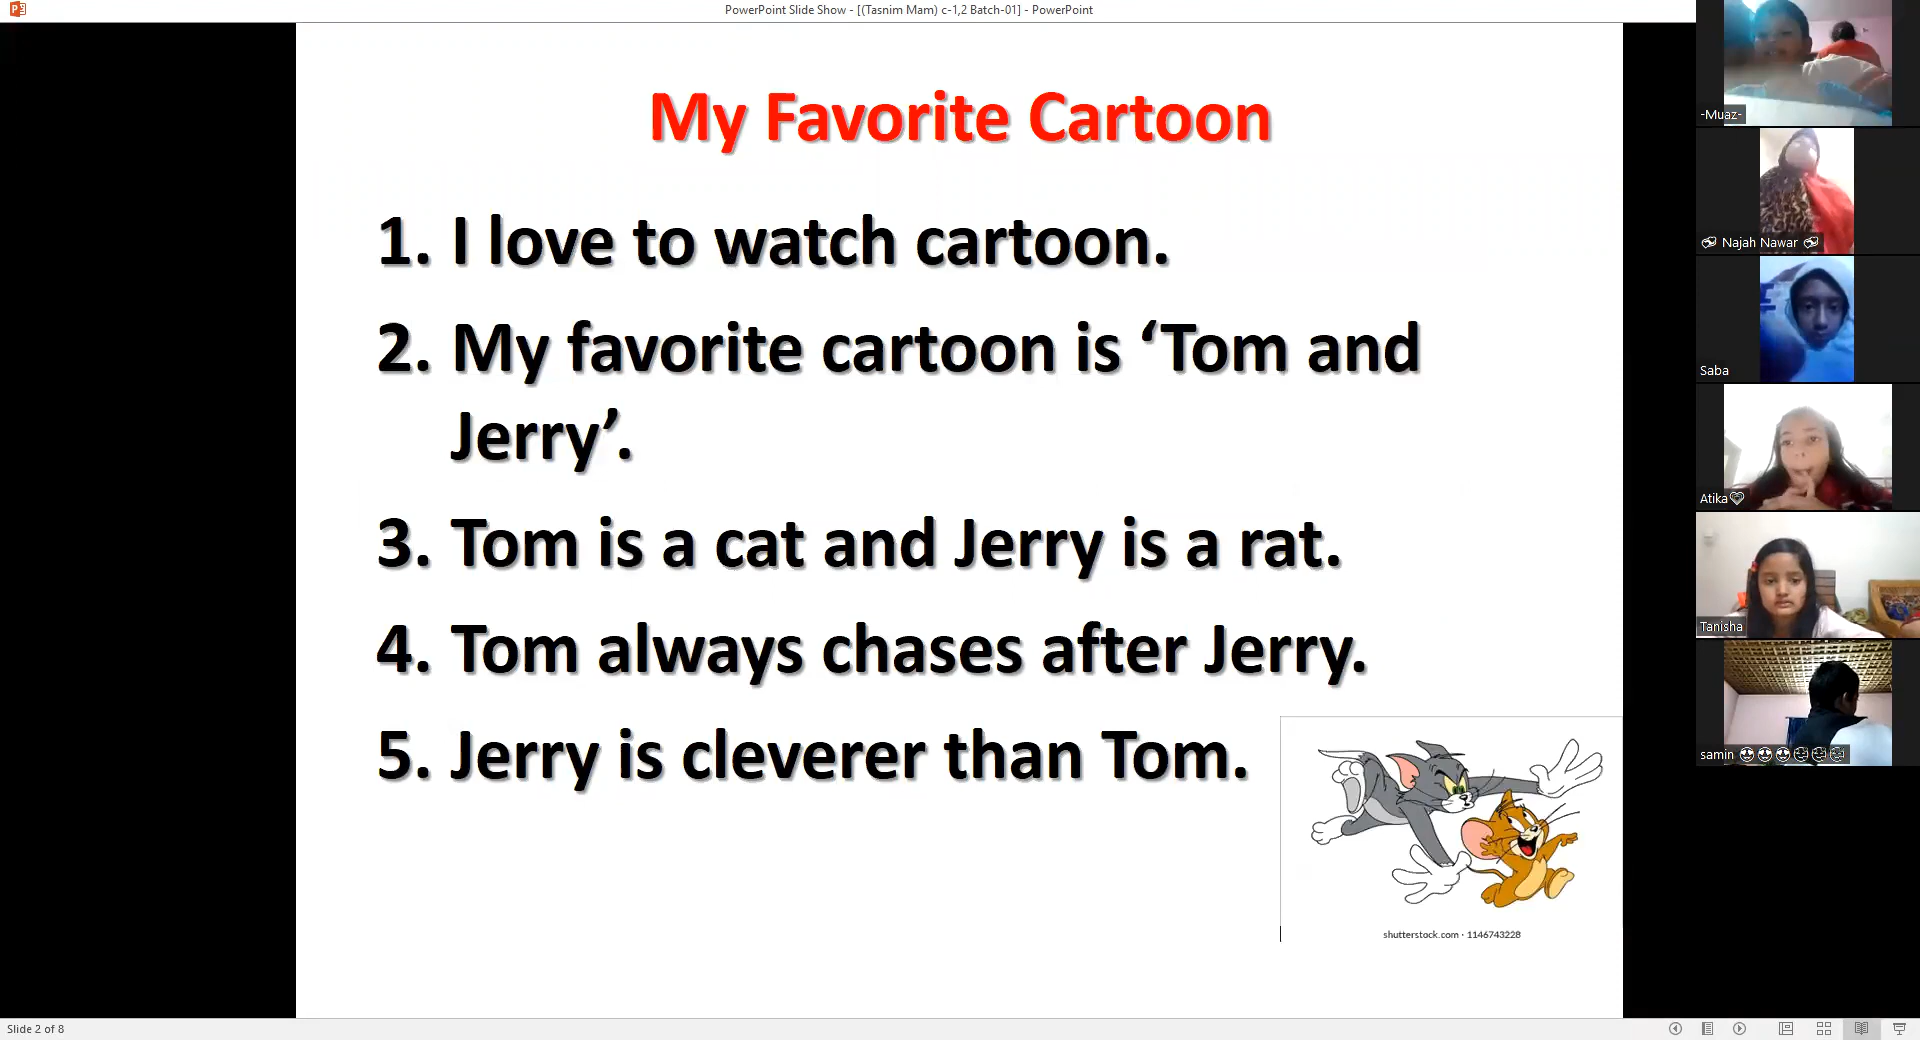 PowerPoint Slide Show - [(Tasnim Mam) c-1,2 Batch-01] - PowerPoint
My Favorite Cartoon
1. I love to watch cartoon.
2. My favorite cartoon is ‘Tom and
Jerry’.
3. Tom is a cat and Jerry is a rat.
4. Tom always chases after Jerry.
5. Jerry is cleverer than Tom.
shutterstock.com · 1146743228
-Muaz-
Najah Nawar
Saba
Atika
Tanisha
samin
Slide 2 of 8